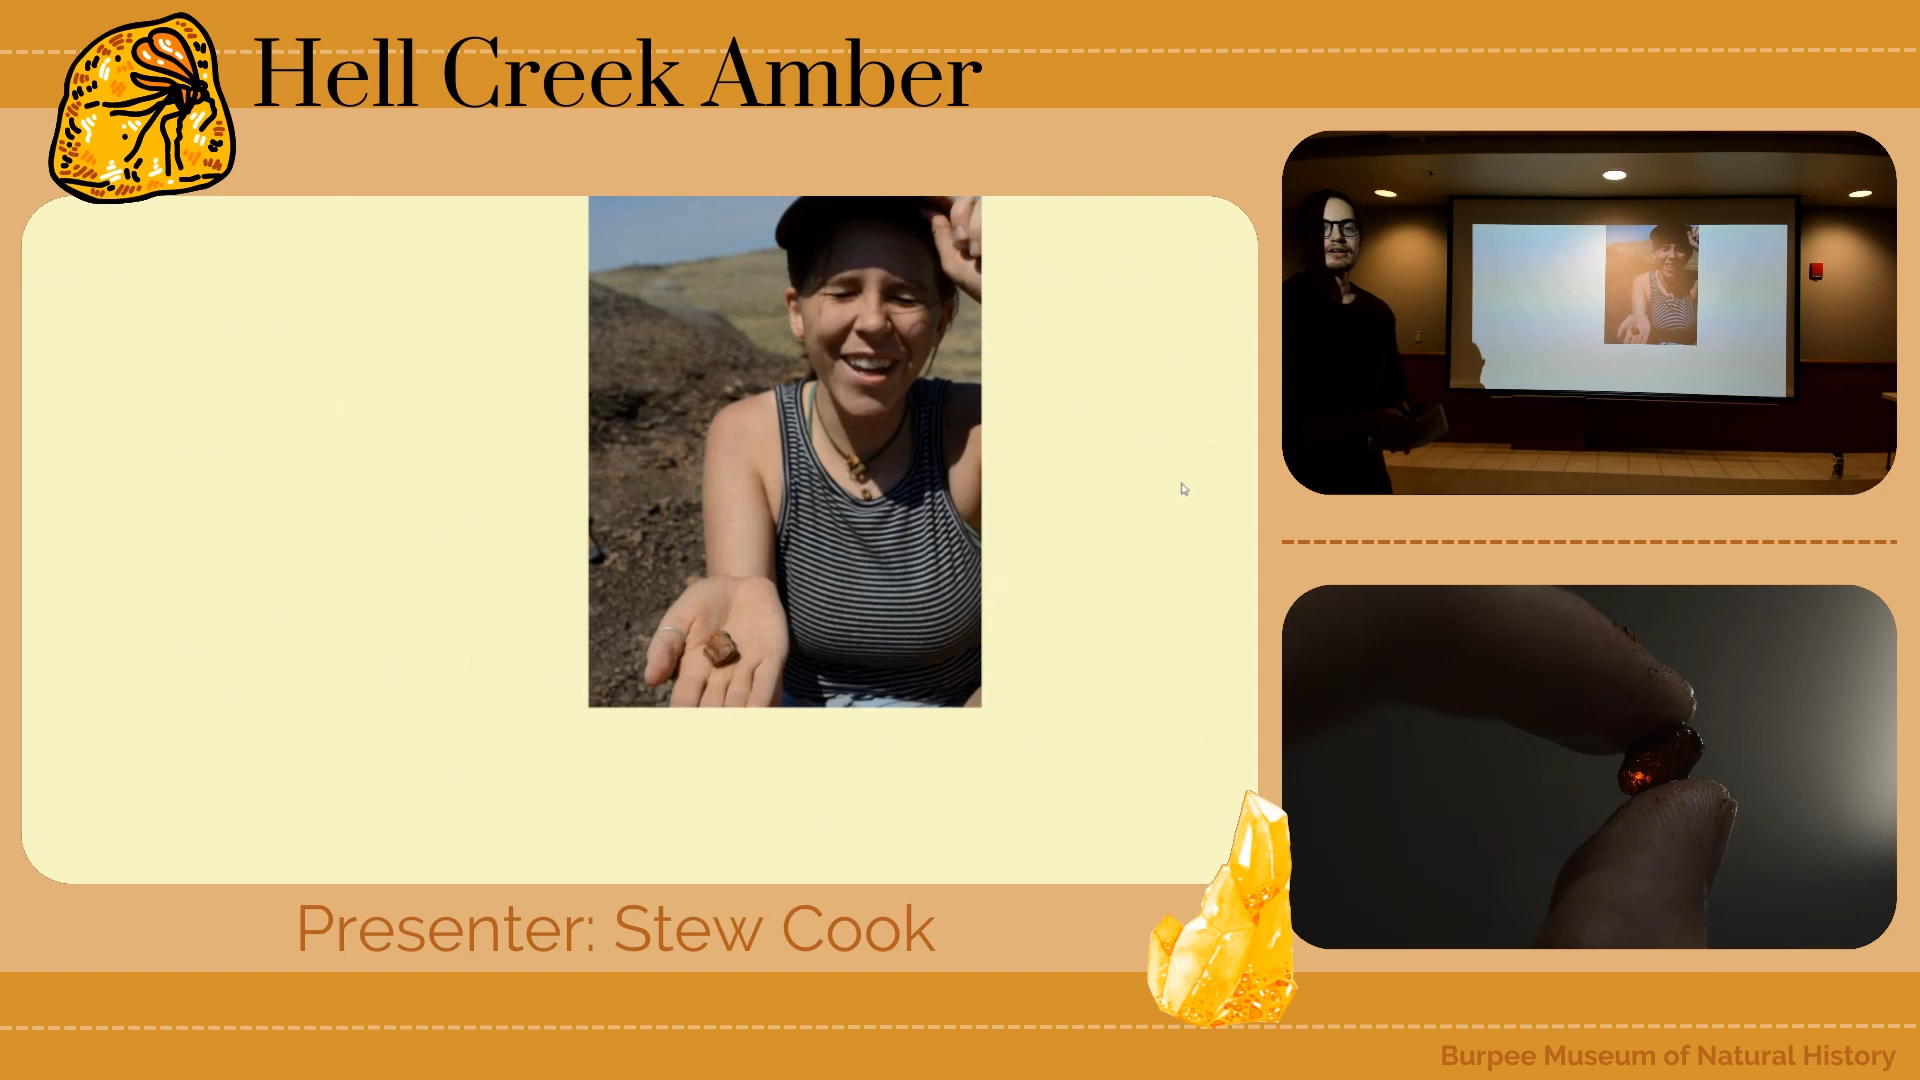 Hell Creek Amber
Presenter: Stew Cook
Burpee Museum of Natural History